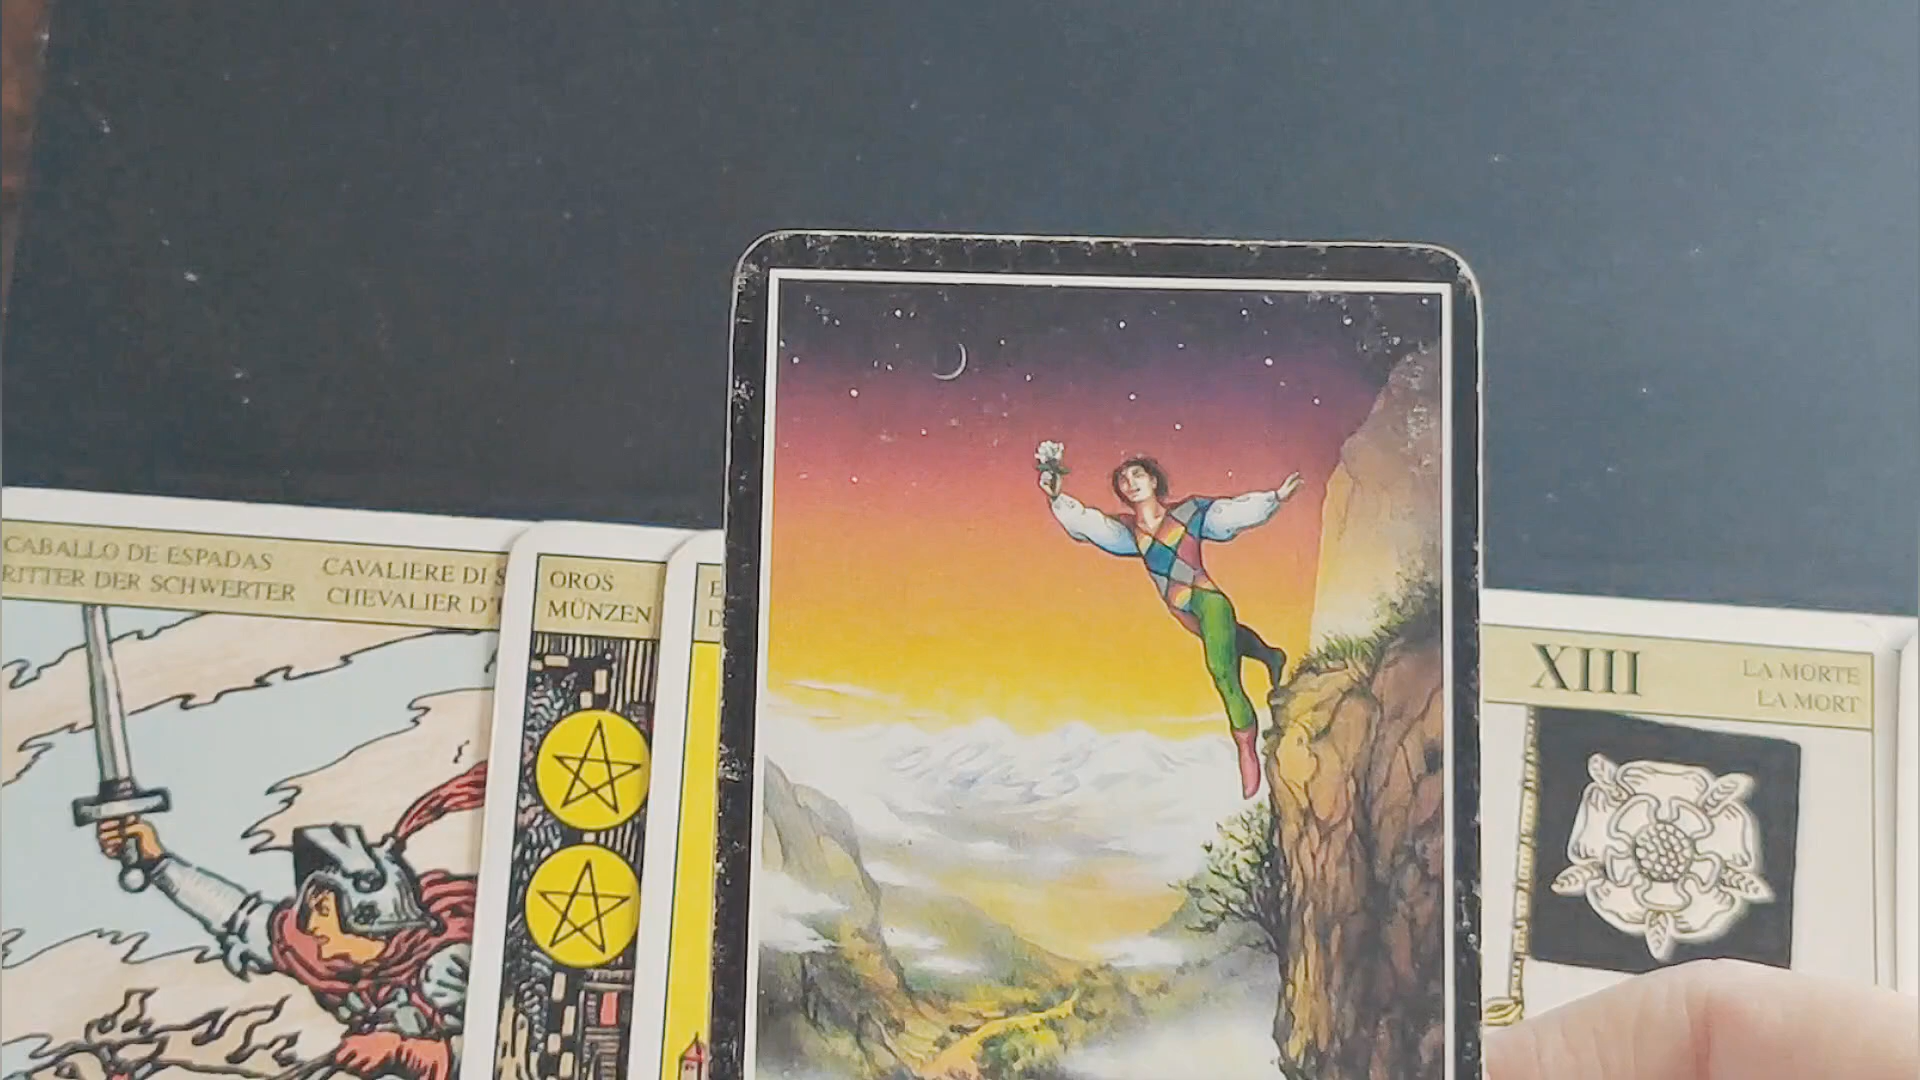 CABALLO DE ESPADAS
RITTER DER SCHWERTER
CAVALIERE DI S
CHEVALIER D'
OROS
MÜNZEN
E
D
XIII
LA MORTE
LA MORT